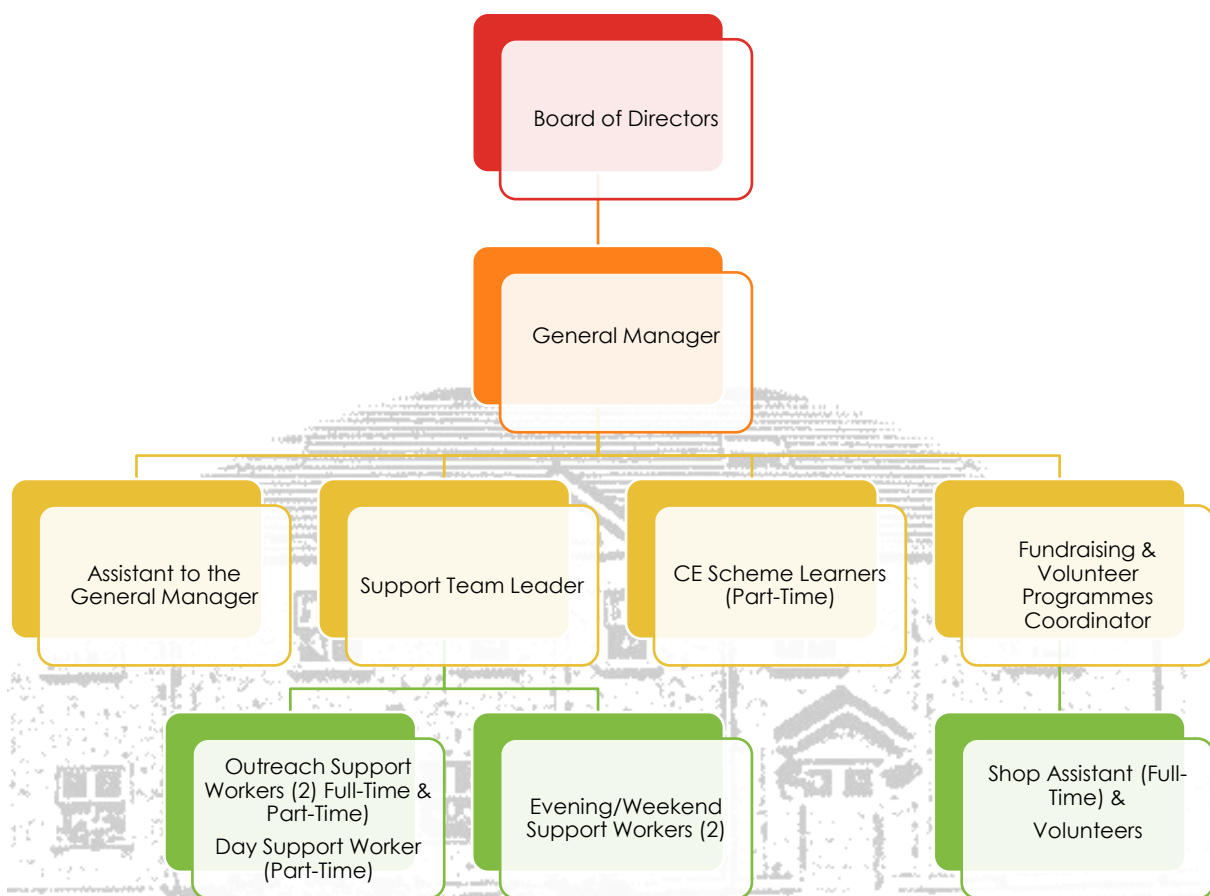 Board of Directors
General Manager
Assistant to the
General Manager
Support Team Leader
CE Scheme Learners
(Part-Time)
Fundraising &
Volunteer
Programmes
Coordinator
Outreach Support
Workers (2) Full-Time &
Part-Time)
Day Support Worker
(Part-Time)
Evening/Weekend
Support Workers (2)
Shop Assistant (Full-
Time) &
Volunteers